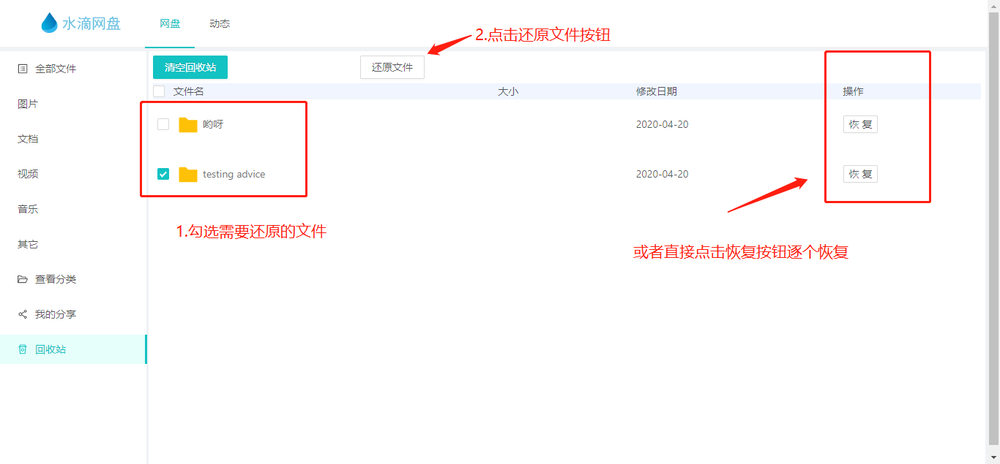 水滴网盘
网盘
动态
2.点击还原文件按钮
全部文件
图片
文档
视频
音乐
其它
查看分类
我的分享
回收站
清空回收站
还原文件
文件名
大小
修改日期
操作
哟呀
2020-04-20
恢复
testing advice
2020-04-20
恢复
1.勾选需要还原的文件
或者直接点击恢复按钮逐个恢复